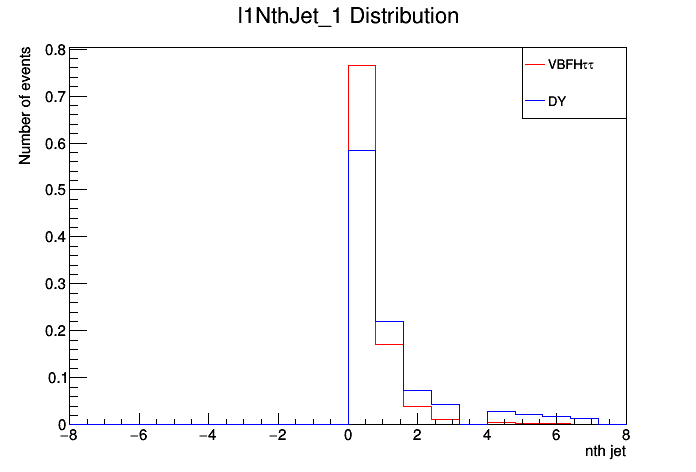 l1NthJet_1 Distribution
Number of events
0.8
0.7
0.6
0.5
0.4
0.3
0.2
0.1
0
−8 −6 −4 −2 0 2 4 6 8
nth jet
VBFHττ
DY